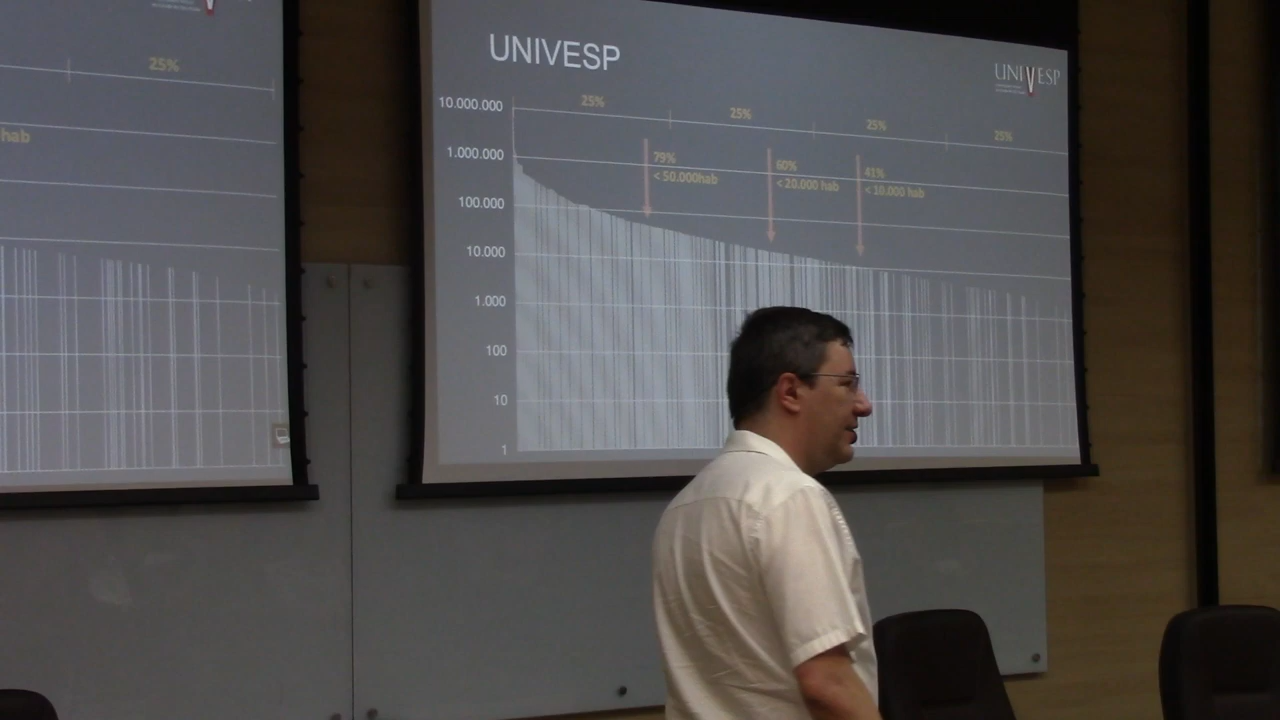 25%
hab
UNIVESP
UNIVESP
10.000.000
25%
25%
25%
25%
1.000.000
79%
< 50.000hab
60%
< 20.000 hab
41%
< 10.000 hab
100.000
10.000
1.000
100
10
1